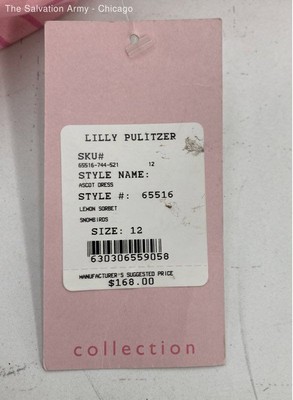 The Salvation Army - Chicago
LILLY PULITZER
SKU#
65516-744-521 12
STYLE NAME:
ASCOT DRESS
STYLE #: 65516
LEMON SORBET
SNOWBIRDS
SIZE: 12
630306559058
MANUFACTURER'S SUGGESTED PRICE
$168.00
collection